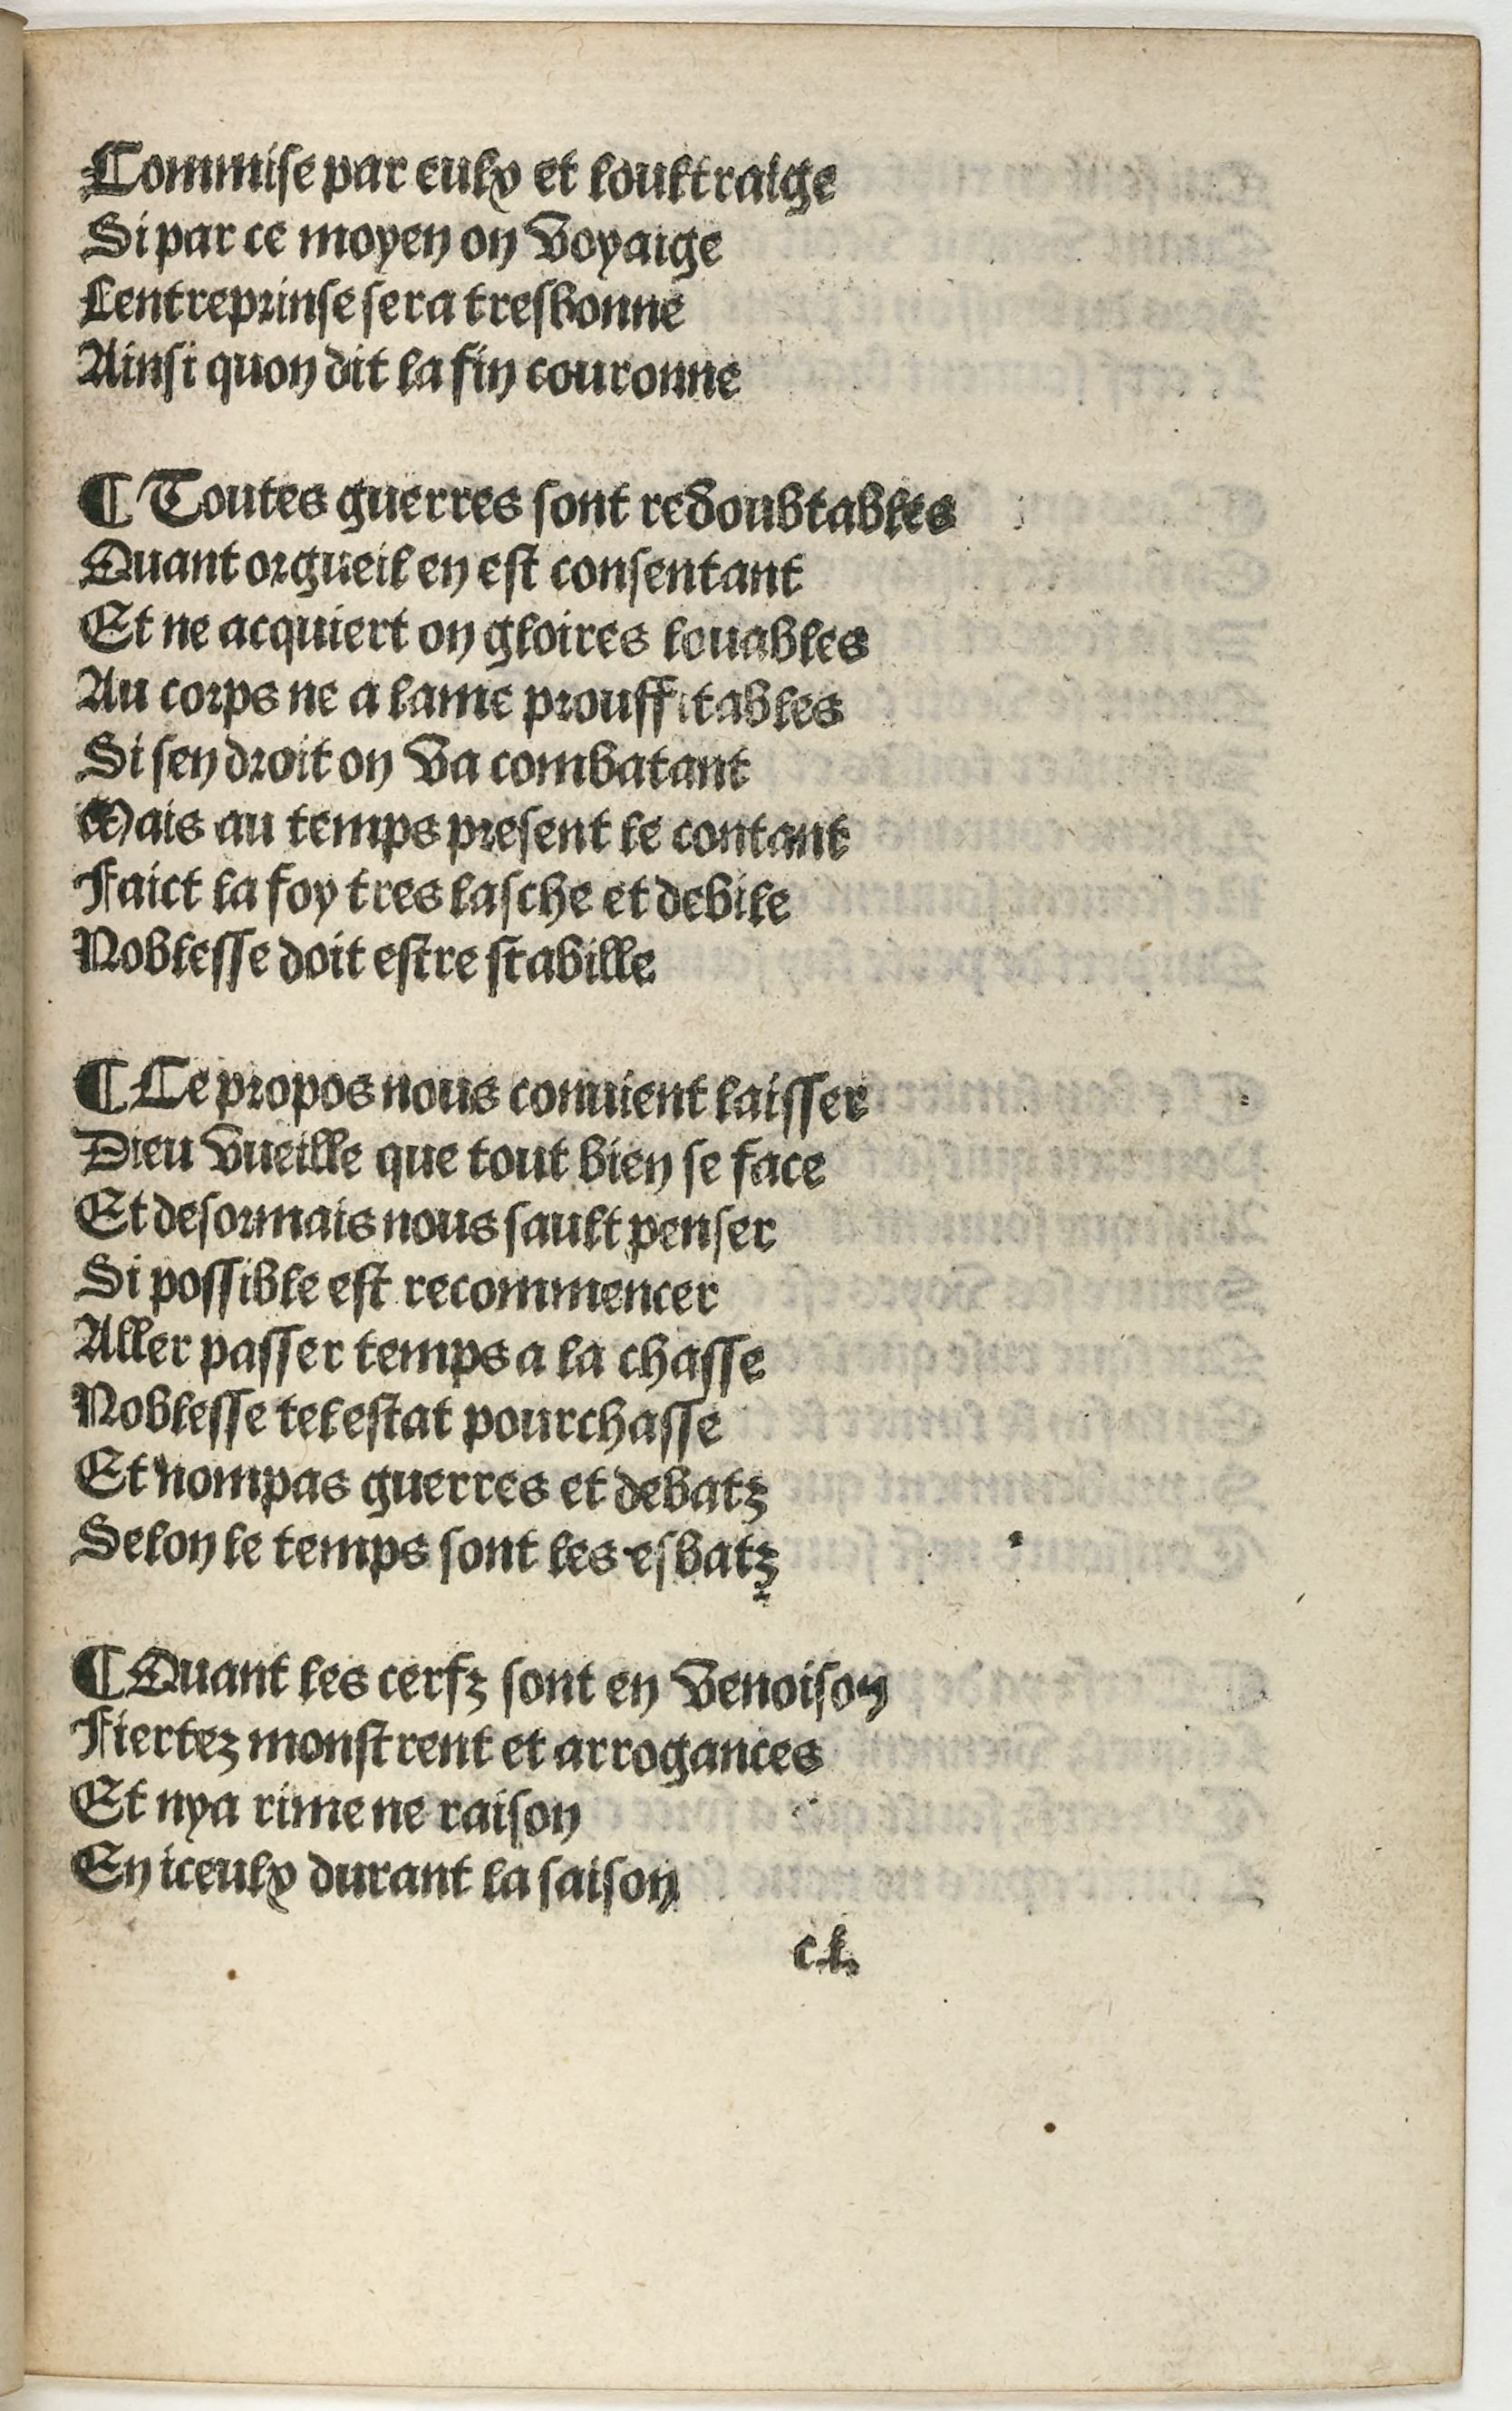 Commise par eulx et loultraige
Si par ce moyen on voyaige
Lentreprinse sera tresbonne
Ainsi quon dit la fin couronne
¶ Toutes guerres sont redoubtables
Quant orgueil en est consentant
Et ne acquiert on gloires louables
Au corps ne a lame prouffitables
Si sen droit on va combatant
Mais au temps present le contant
Faict la foy tres lasche et debile
Noblesse doit estre stabille
¶ Ce propos nous conuient laisser
Dieu vueille que tout bien se face
Et desormais nous fault penser
Si possible est recommencer
Aller passer temps a la chasse
Noblesse tel estat pourchasse
Et nompas guerres et debatz
Selon le temps sont les esbatz
¶ Quant les cerfz sont en venoison
Fiertez monstrent et arrogances
Et nya rime ne raison
En iceulx durant la saison
c.l.